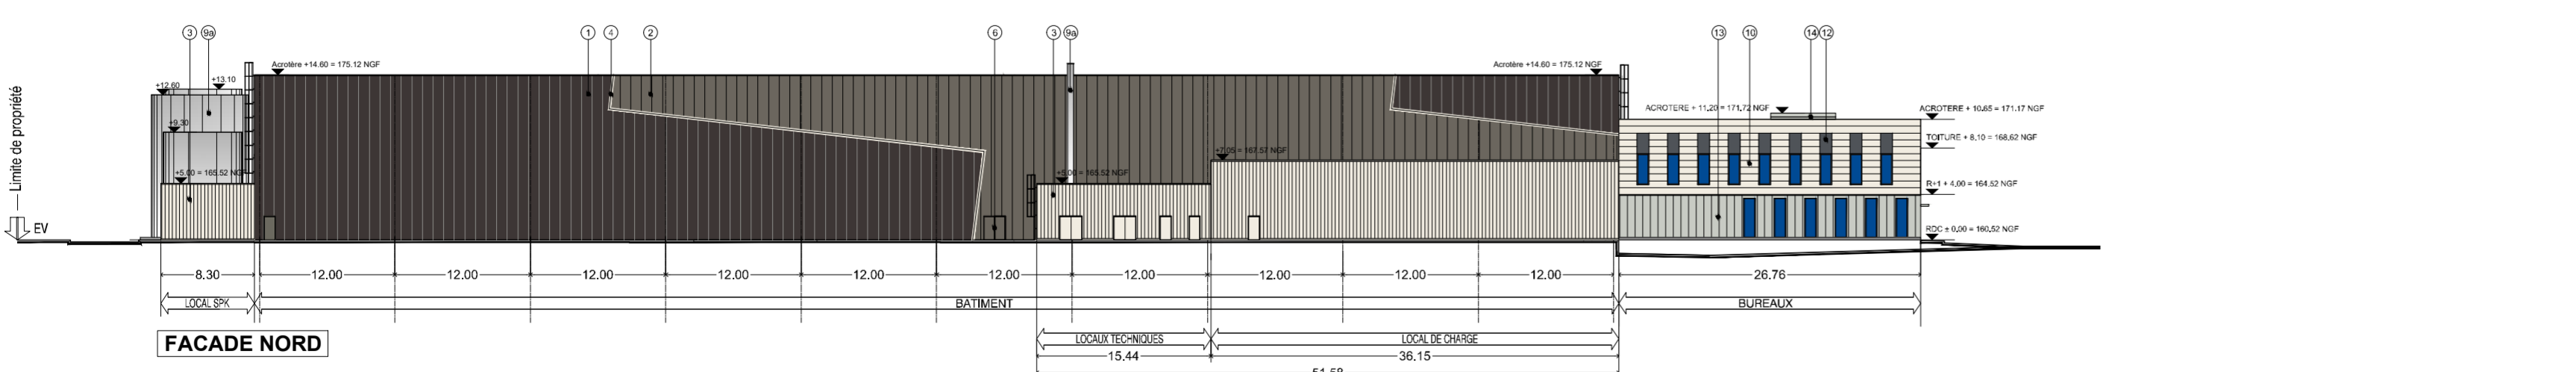 3 9a 1 4 2 6 3 9a 13 10 14 12
Acrotère +14.60 = 175.12 NGF
Acrotère +14.60 = 175.12 NGF
+13.10
+12.60
ACROTERE + 11,20 = 171,72 NGF
ACROTERE + 10,65 = 171,17 NGF
+9.30
TOITURE + 8,10 = 168,62 NGF
+7.05 = 167.57 NGF
+5.00 = 165.52 NGF
+5.00 = 165.52 NGF
R+1 + 4,00 = 164,52 NGF
RDC ± 0,00 = 160,52 NGF
Limite de propriété
EV
8.30 12.00 12.00 12.00 12.00 12.00 12.00 12.00 12.00 12.00 12.00 26.76
LOCAL SPK BATIMENT BUREAUX
FACADE NORD
LOCAUX TECHNIQUES LOCAL DE CHARGE
15.44 36.15
51.58